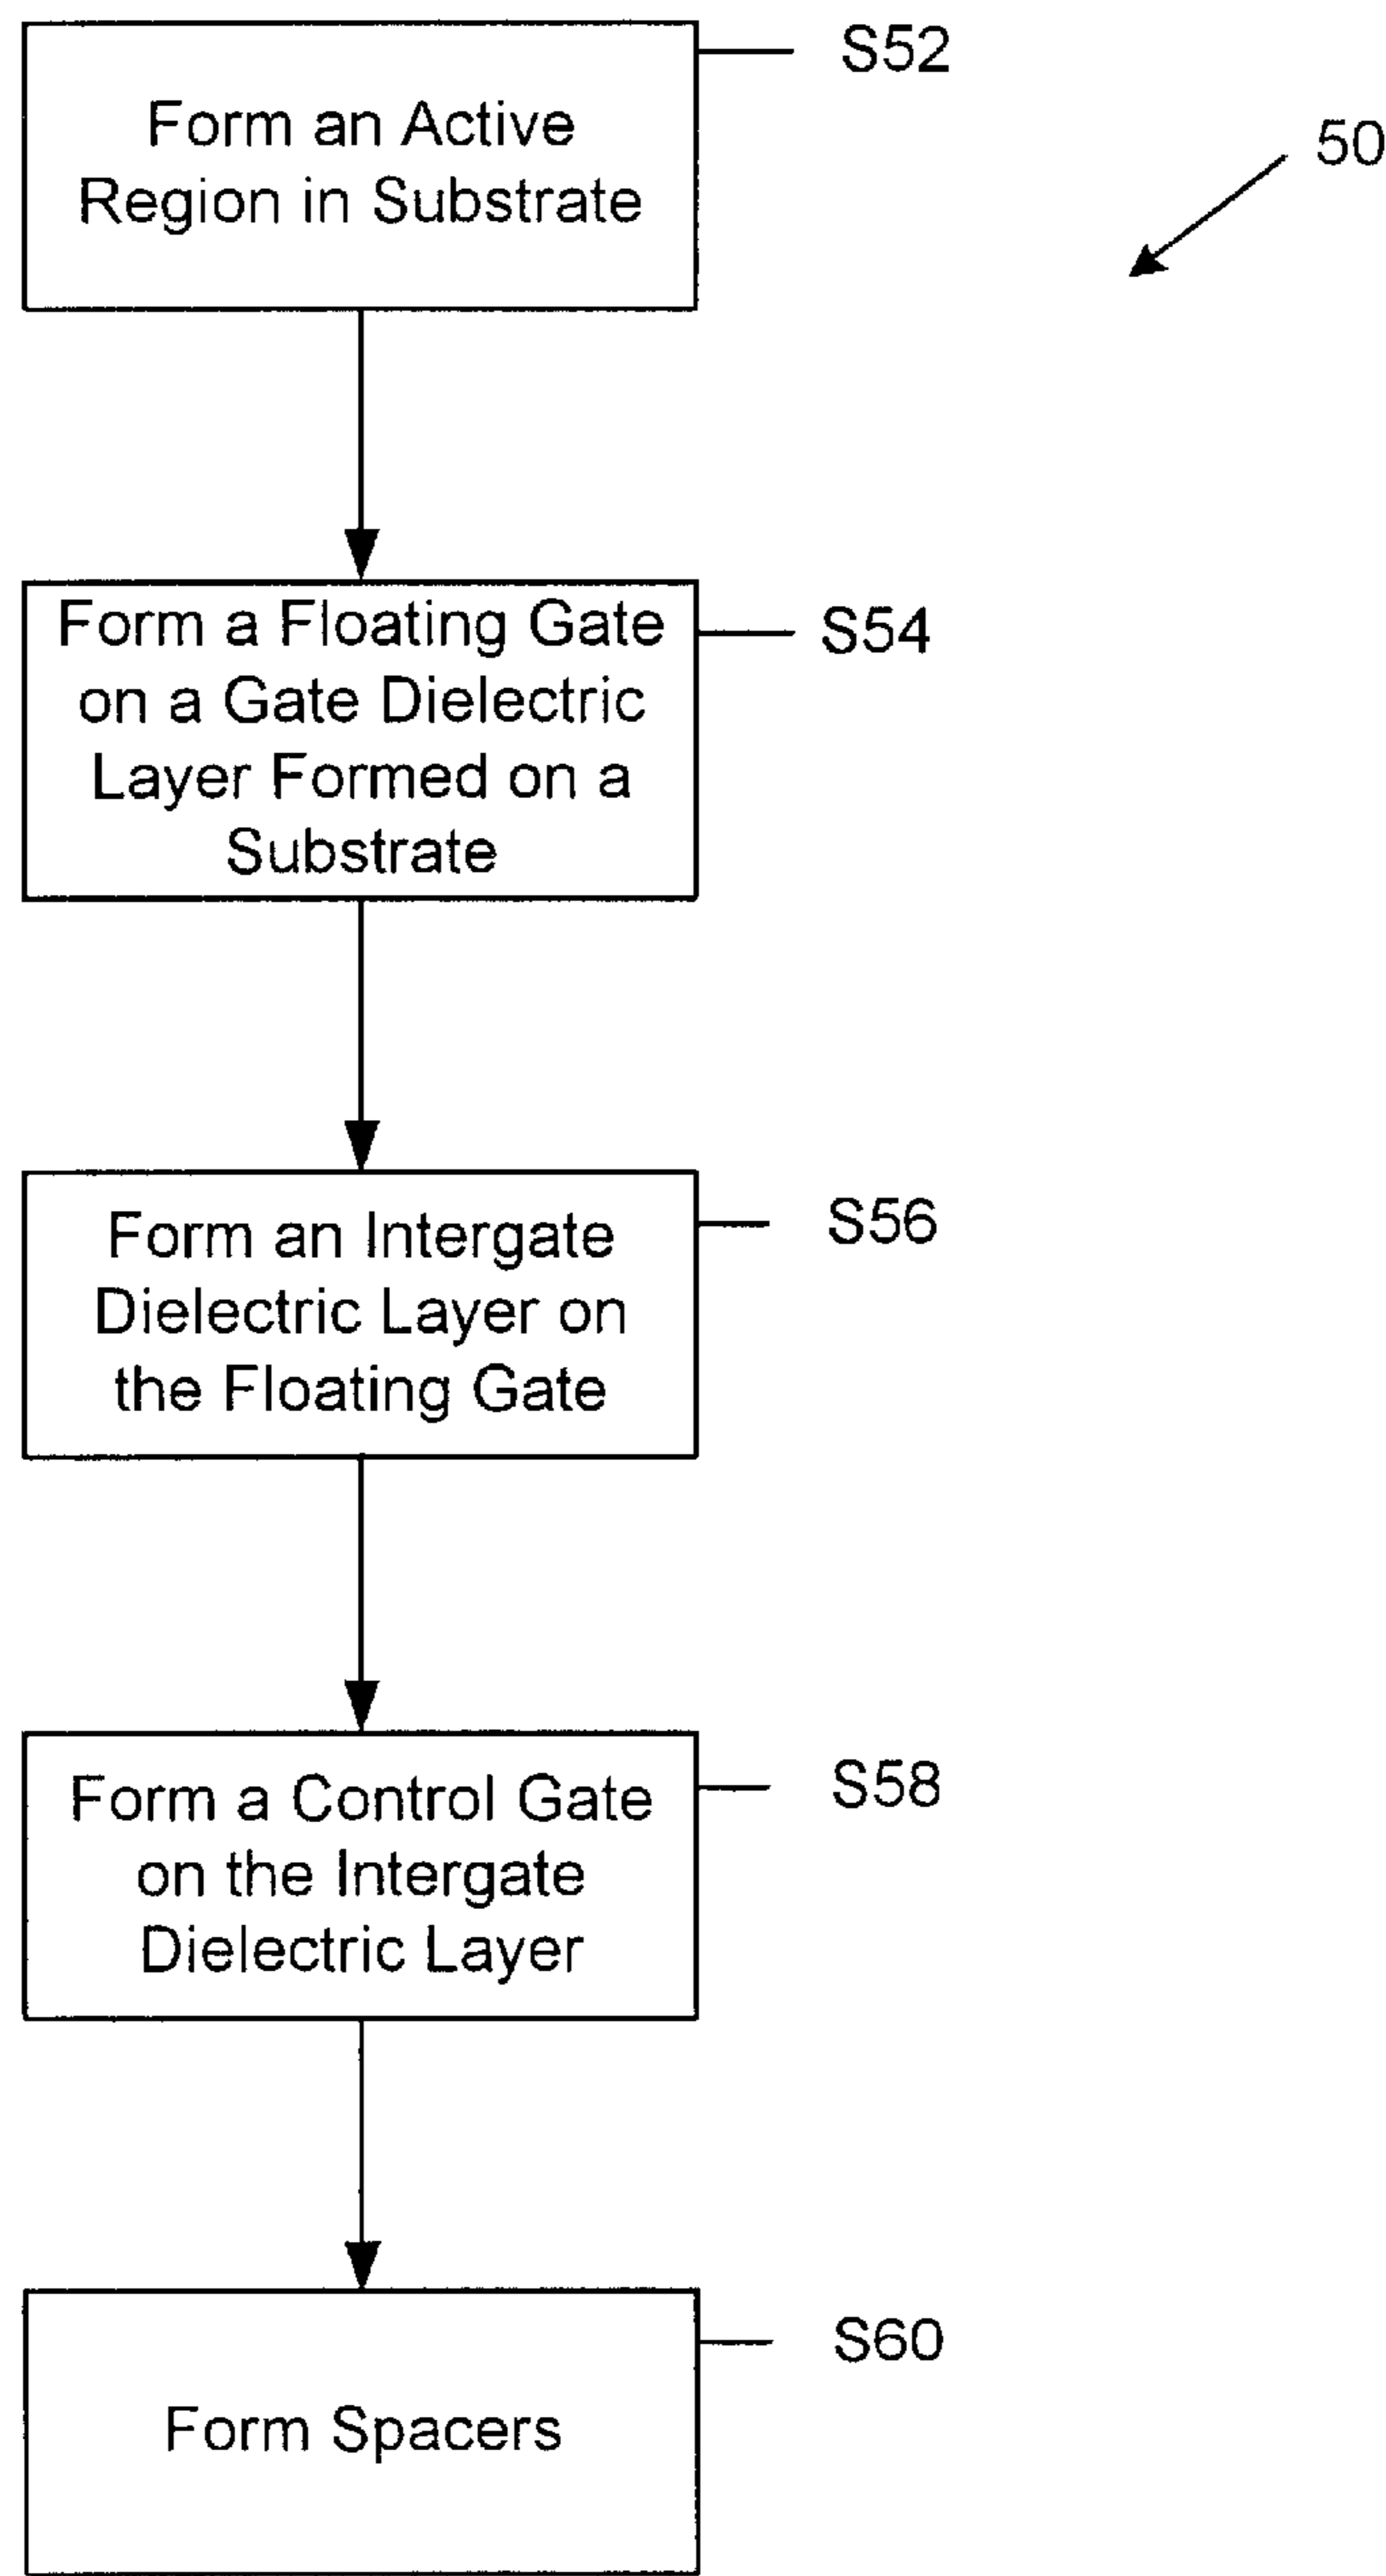 S52
Form an Active
Region in Substrate
50
Form a Floating Gate
on a Gate Dielectric
Layer Formed on a
Substrate
S54
Form an Intergate
Dielectric Layer on
the Floating Gate
S56
Form a Control Gate
on the Intergate
Dielectric Layer
S58
Form Spacers
S60